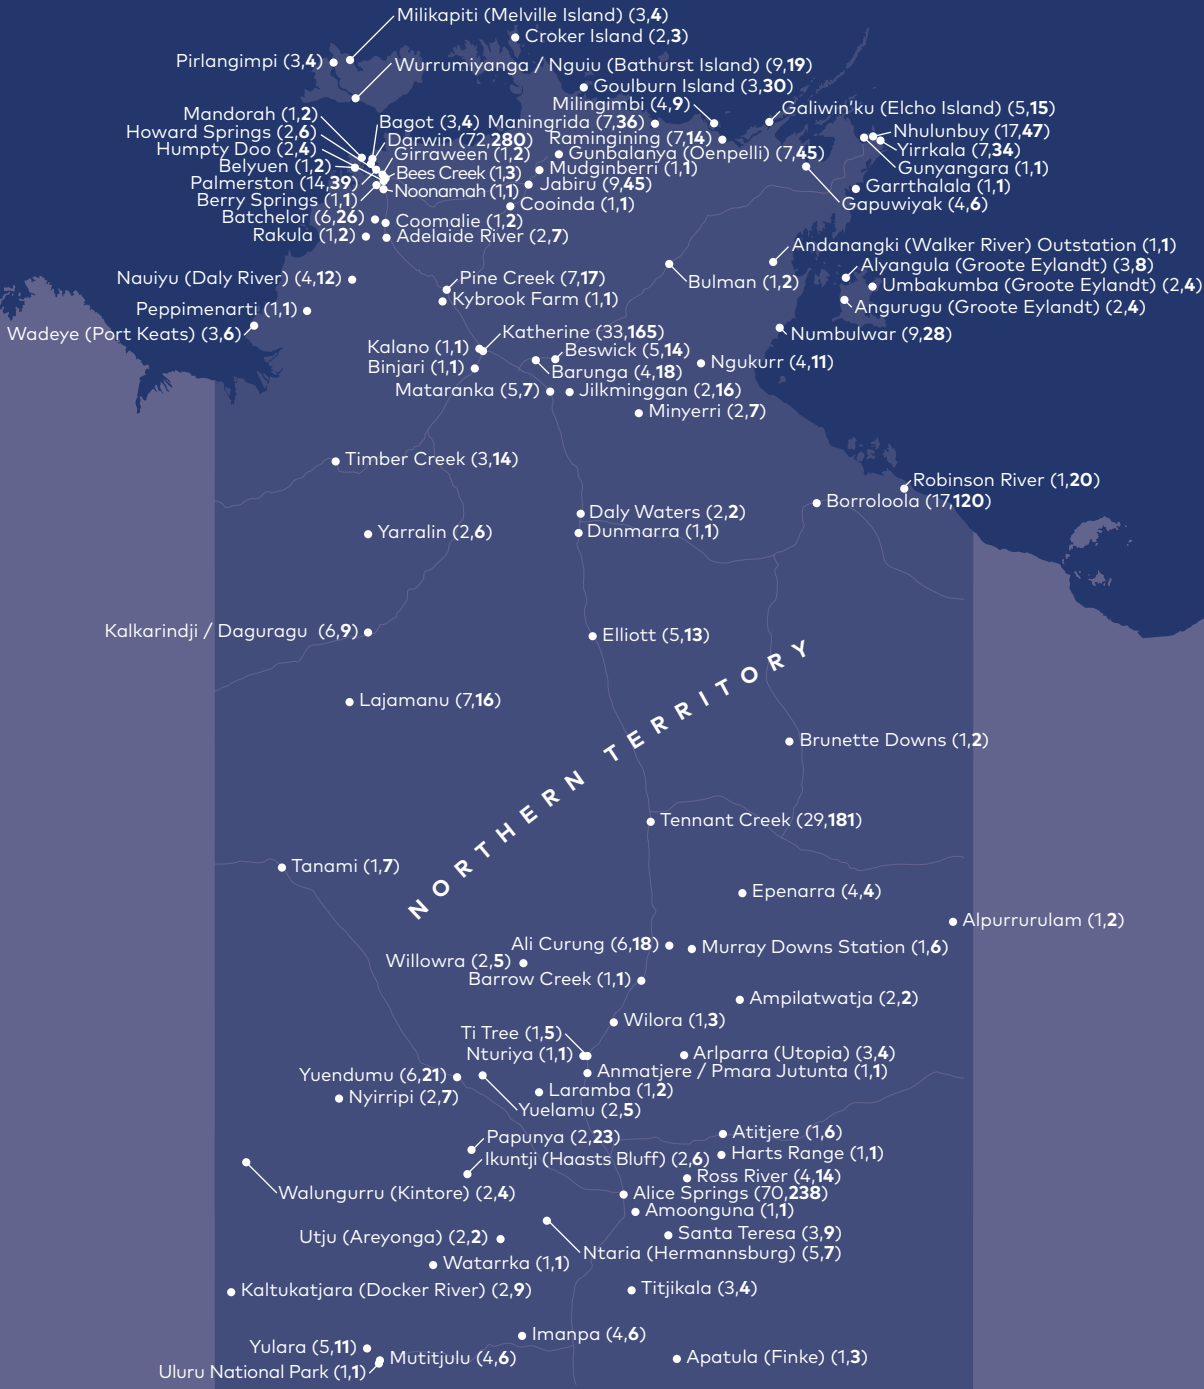 Milikapiti (Melville Island) (3,4)
Croker Island (2,3)
Pirlangimpi (3,4)
Wurrumiyanga / Nguiu (Bathurst Island) (9,19)
Goulburn Island (3,30)
Milingimbi (4,9)
Galiwin’ku (Elcho Island) (5,15)
Mandorah (1,2)
Bagot (3,4)
Maningrida (7,36)
Nhulunbuy (17,47)
Howard Springs (2,6)
Darwin (72,280)
Ramingining (7,14)
Yirrkala (7,34)
Humpty Doo (2,4)
Girraween (1,2)
Gunbalanya (Oenpelli) (7,45)
Gunyangara (1,1)
Belyuen (1,2)
Bees Creek (1,3)
Mudginberri (1,1)
Palmerston (14,39)
Noonamah (1,1)
Jabiru (9,45)
Garrthalala (1,1)
Berry Springs (1,1)
Cooinda (1,1)
Gapuwiyak (4,6)
Batchelor (6,26)
Coomalie (1,2)
Rakula (1,2)
Adelaide River (2,7)
Andanangki (Walker River) Outstation (1,1)
Alyangula (Groote Eylandt) (3,8)
Nauiyu (Daly River) (4,12)
Pine Creek (7,17)
Bulman (1,2)
Umbakumba (Groote Eylandt) (2,4)
Kybrook Farm (1,1)
Angurugu (Groote Eylandt) (2,4)
Peppimenarti (1,1)
Wadeye (Port Keats) (3,6)
Katherine (33,165)
Numbulwar (9,28)
Kalano (1,1)
Beswick (5,14)
Binjari (1,1)
Barunga (4,18)
Ngukurr (4,11)
Mataranka (5,7)
Jilkminggan (2,16)
Minyerri (2,7)
Timber Creek (3,14)
Robinson River (1,20)
Borroloola (17,120)
Daly Waters (2,2)
Yarralin (2,6)
Dunmarra (1,1)
Kalkarindji / Daguragu (6,9)
Elliott (5,13)
NORTHERN TERRITORY
Lajamanu (7,16)
Brunette Downs (1,2)
Tennant Creek (29,181)
Tanami (1,7)
Epenarra (4,4)
Alpurrurulam (1,2)
Ali Curung (6,18)
Murray Downs Station (1,6)
Willowra (2,5)
Barrow Creek (1,1)
Ampilatwatja (2,2)
Wilora (1,3)
Ti Tree (1,5)
Nturiya (1,1)
Arlparra (Utopia) (3,4)
Anmatjere / Pmara Jutunta (1,1)
Yuendumu (6,21)
Laramba (1,2)
Nyirripi (2,7)
Yuelamu (2,5)
Atitjere (1,6)
Papunya (2,23)
Harts Range (1,1)
Ikuntji (Haasts Bluff) (2,6)
Ross River (4,14)
Walungurru (Kintore) (2,4)
Alice Springs (70,238)
Amoonguna (1,1)
Utju (Areyonga) (2,2)
Santa Teresa (3,9)
Ntaria (Hermannsburg) (5,7)
Watarrka (1,1)
Kaltukatjara (Docker River) (2,9)
Titjikala (3,4)
Imanpa (4,6)
Yulara (5,11)
Mutitjulu (4,6)
Apatula (Finke) (1,3)
Uluru National Park (1,1)